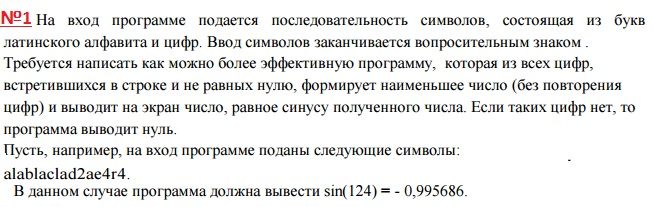 №1 На вход программе подается последовательность символов, состоящая из букв
латинского алфавита и цифр. Ввод символов заканчивается вопросительным знаком .
Требуется написать как можно более эффективную программу, которая из всех цифр,
встретившихся в строке и не равных нулю, формирует наименьшее число (без повторения
цифр) и выводит на экран число, равное синусу полученного числа. Если таких цифр нет, то
программа выводит нуль.
Пусть, например, на вход программе поданы следующие символы:
alablaclad2ae4r4.
В данном случае программа должна вывести sin(124) = - 0,995686.